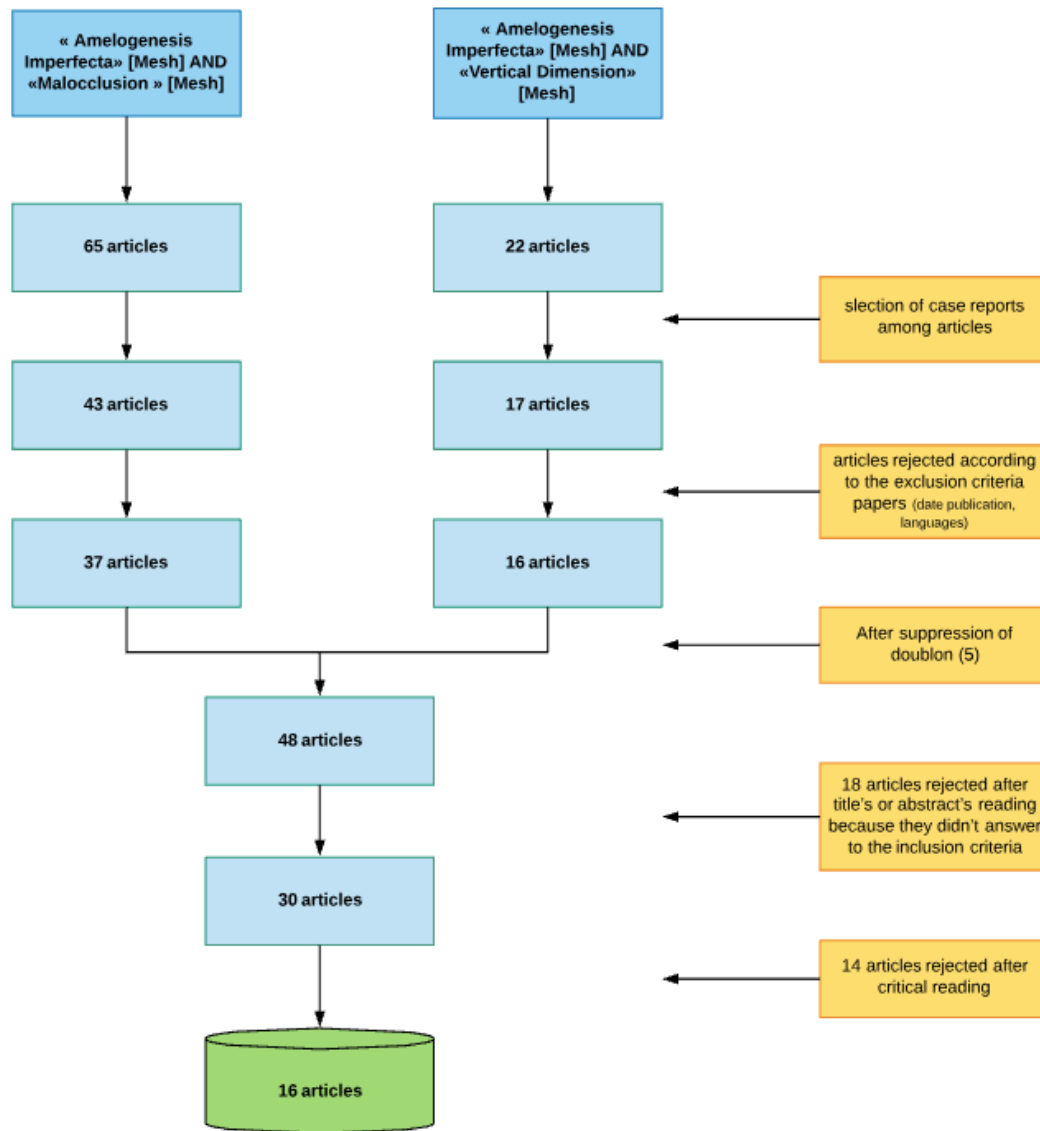 « Amelogenesis
Imperfecta» [Mesh] AND
«Malocclusion » [Mesh]
« Amelogenesis
Imperfecta» [Mesh] AND
«Vertical Dimension»
[Mesh]
65 articles
22 articles
slection of case reports
among articles
43 articles
17 articles
articles rejected according
to the exclusion criteria
papers (date publication,
languages)
37 articles
16 articles
After suppression of
doublon (5)
48 articles
18 articles rejected after
title's or abstract's reading
because they didn't answer
to the inclusion criteria
30 articles
14 articles rejected after
critical reading
16 articles